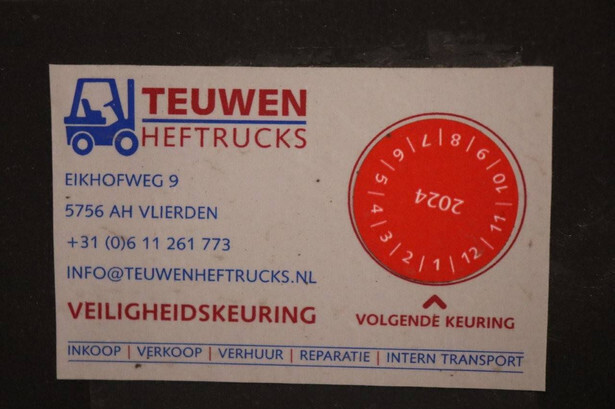 TEUWEN
HEFTRUCKS
EIKHOFWEG 9
5756 AH VLIERDEN
+31 (0)6 11 261 773
INFO@TEUWENHEFTRUCKS.NL
VEILIGHEIDSKEURING
1 | 2 | 3 | 4 | 5 | 6 | 7 | 8 | 9 | 10 | 11 | 12 |
2024
VOLGENDE KEURING
INKOOP | VERKOOP | VERHUUR | REPARATIE | INTERN TRANSPORT